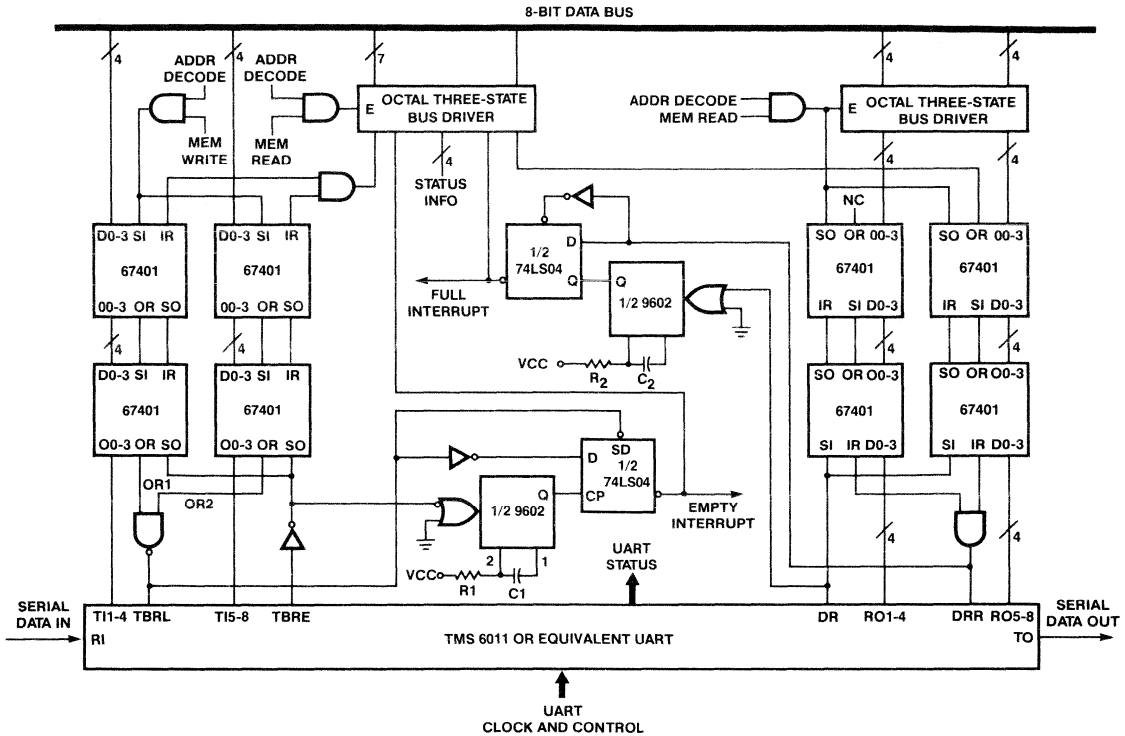 8-BIT DATA BUS
4
4
7
4
4
ADDR
DECODE
ADDR
DECODE
MEM
WRITE
MEM
READ
E
OCTAL THREE-STATE
BUS DRIVER
ADDR DECODE
MEM READ
E
OCTAL THREE-STATE
BUS DRIVER
4
STATUS
INFO
4
4
NC
D0-3 SI IR
67401
00-3 OR SO
D0-3 SI IR
67401
00-3 OR SO
D
1/2
74LS04
Q
FULL
INTERRUPT
Q
1/2 9602
VCC
R2
C2
SO OR 00-3
67401
IR SI D0-3
SO OR 00-3
67401
IR SI D0-3
4
4
4
4
D0-3 SI IR
67401
O0-3 OR SO
D0-3 SI IR
67401
O0-3 OR SO
SO OR O0-3
67401
SI IR D0-3
SO OR O0-3
67401
SI IR D0-3
SD
D
1/2
74LS04
CP
EMPTY
INTERRUPT
Q
1/2 9602
2
1
VCC
R1
C1
OR1
OR2
4
4
UART
STATUS
SERIAL
DATA IN
TI1-4 TBRL TI5-8 TBRE
DR RO1-4 DRR RO5-8
RI
TMS 6011 OR EQUIVALENT UART
TO
SERIAL
DATA OUT
UART
CLOCK AND CONTROL